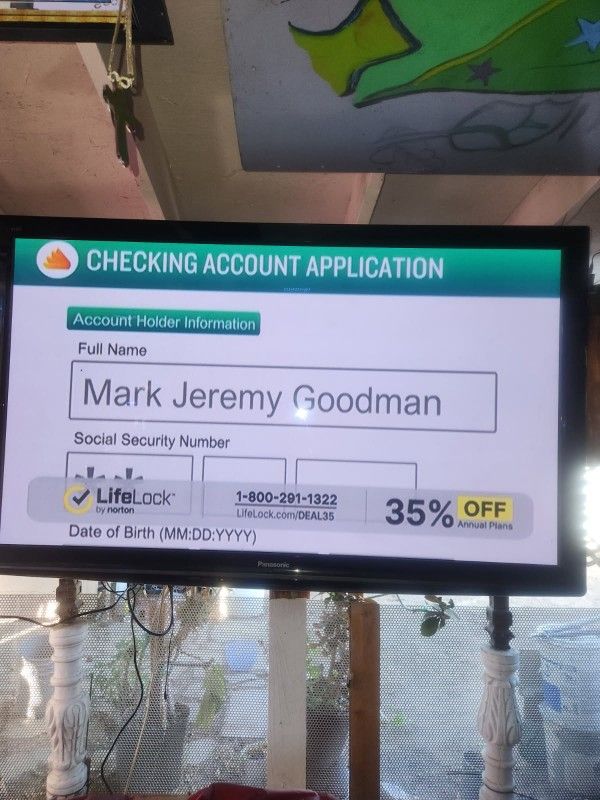 CHECKING ACCOUNT APPLICATION
Account Holder Information
Full Name
Mark Jeremy Goodman
Social Security Number
**
LifeLock
by norton
1-800-291-1322
LifeLock.com/DEAL35
35% OFF
Annual Plans
Date of Birth (MM:DD:YYYY)
Panasonic